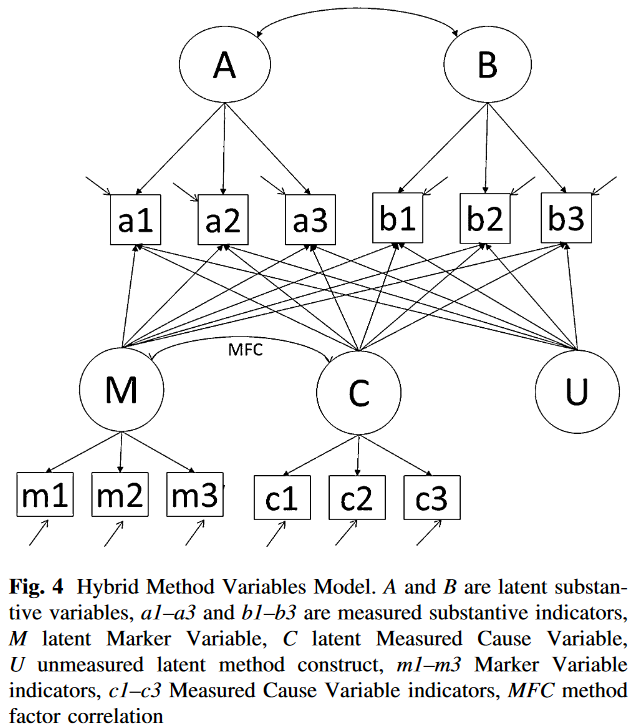 A B
a1 a2 a3 b1 b2 b3
MFC
M C U
m1 m2 m3 c1 c2 c3
Fig. 4 Hybrid Method Variables Model. A and B are latent substan-
tive variables, a1–a3 and b1–b3 are measured substantive indicators,
M latent Marker Variable, C latent Measured Cause Variable,
U unmeasured latent method construct, m1–m3 Marker Variable
indicators, c1–c3 Measured Cause Variable indicators, MFC method
factor correlation